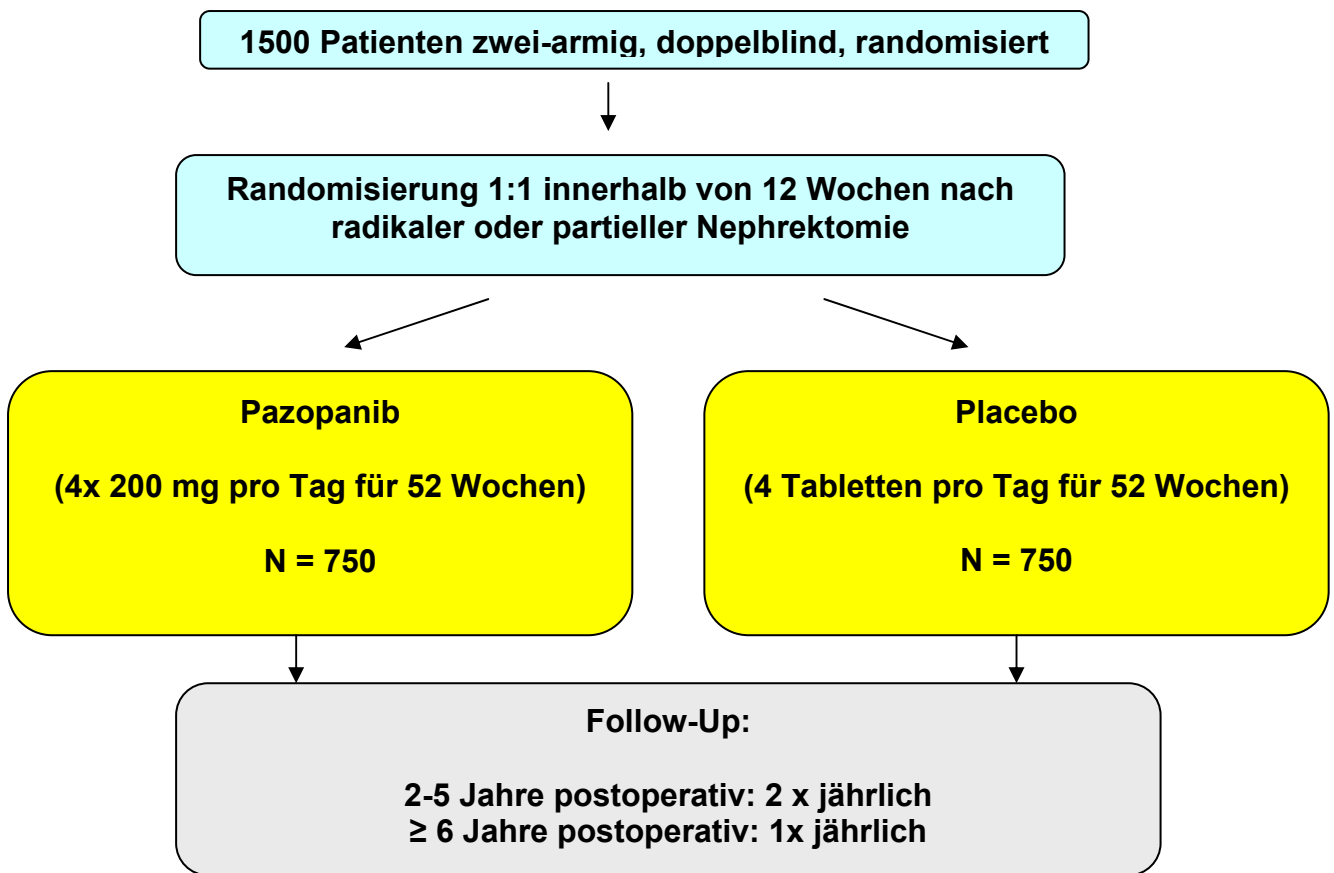 1500 Patienten zwei-armig, doppelblind, randomisiert
Randomisierung 1:1 innerhalb von 12 Wochen nach
radikaler oder partieller Nephrektomie
Pazopanib
(4x 200 mg pro Tag für 52 Wochen)
N = 750
Placebo
(4 Tabletten pro Tag für 52 Wochen)
N = 750
Follow-Up:
2-5 Jahre postoperativ: 2 x jährlich
≥ 6 Jahre postoperativ: 1x jährlich